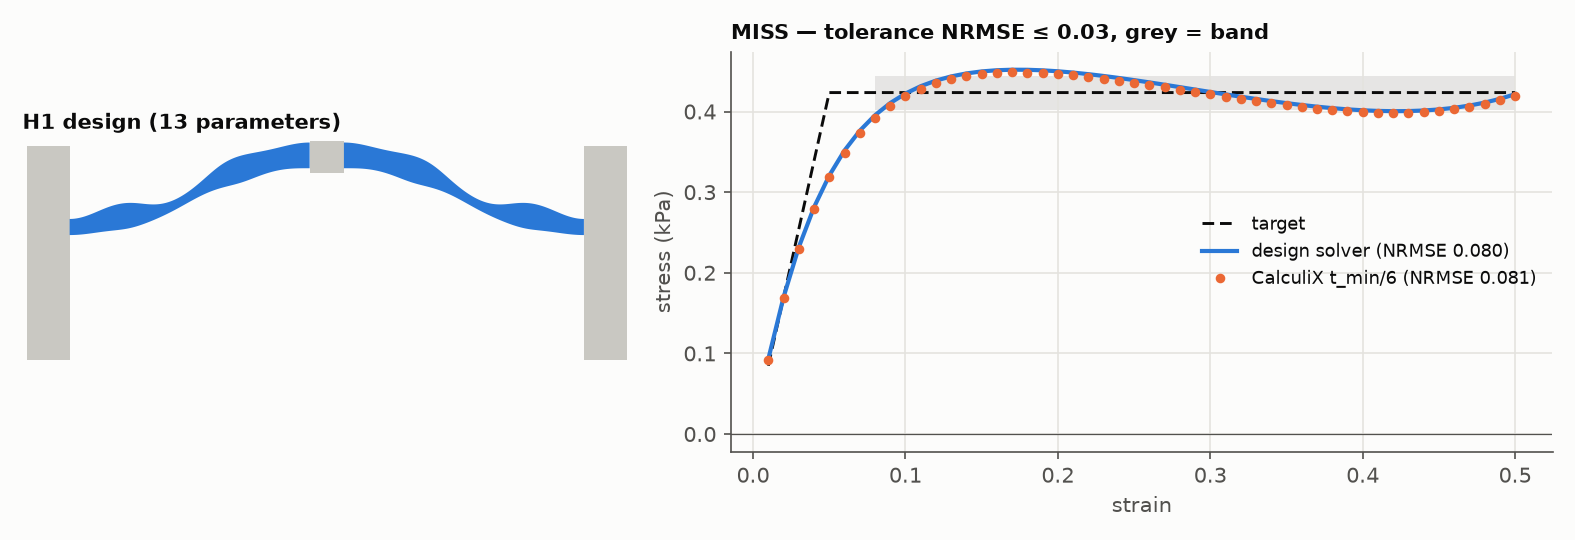 MISS — tolerance NRMSE ≤ 0.03, grey = band
H1 design (13 parameters)
stress (kPa)
0.4
0.3
0.2
0.1
0.0
target
design solver (NRMSE 0.080)
CalculiX t_min/6 (NRMSE 0.081)
0.0 0.1 0.2 0.3 0.4 0.5
strain